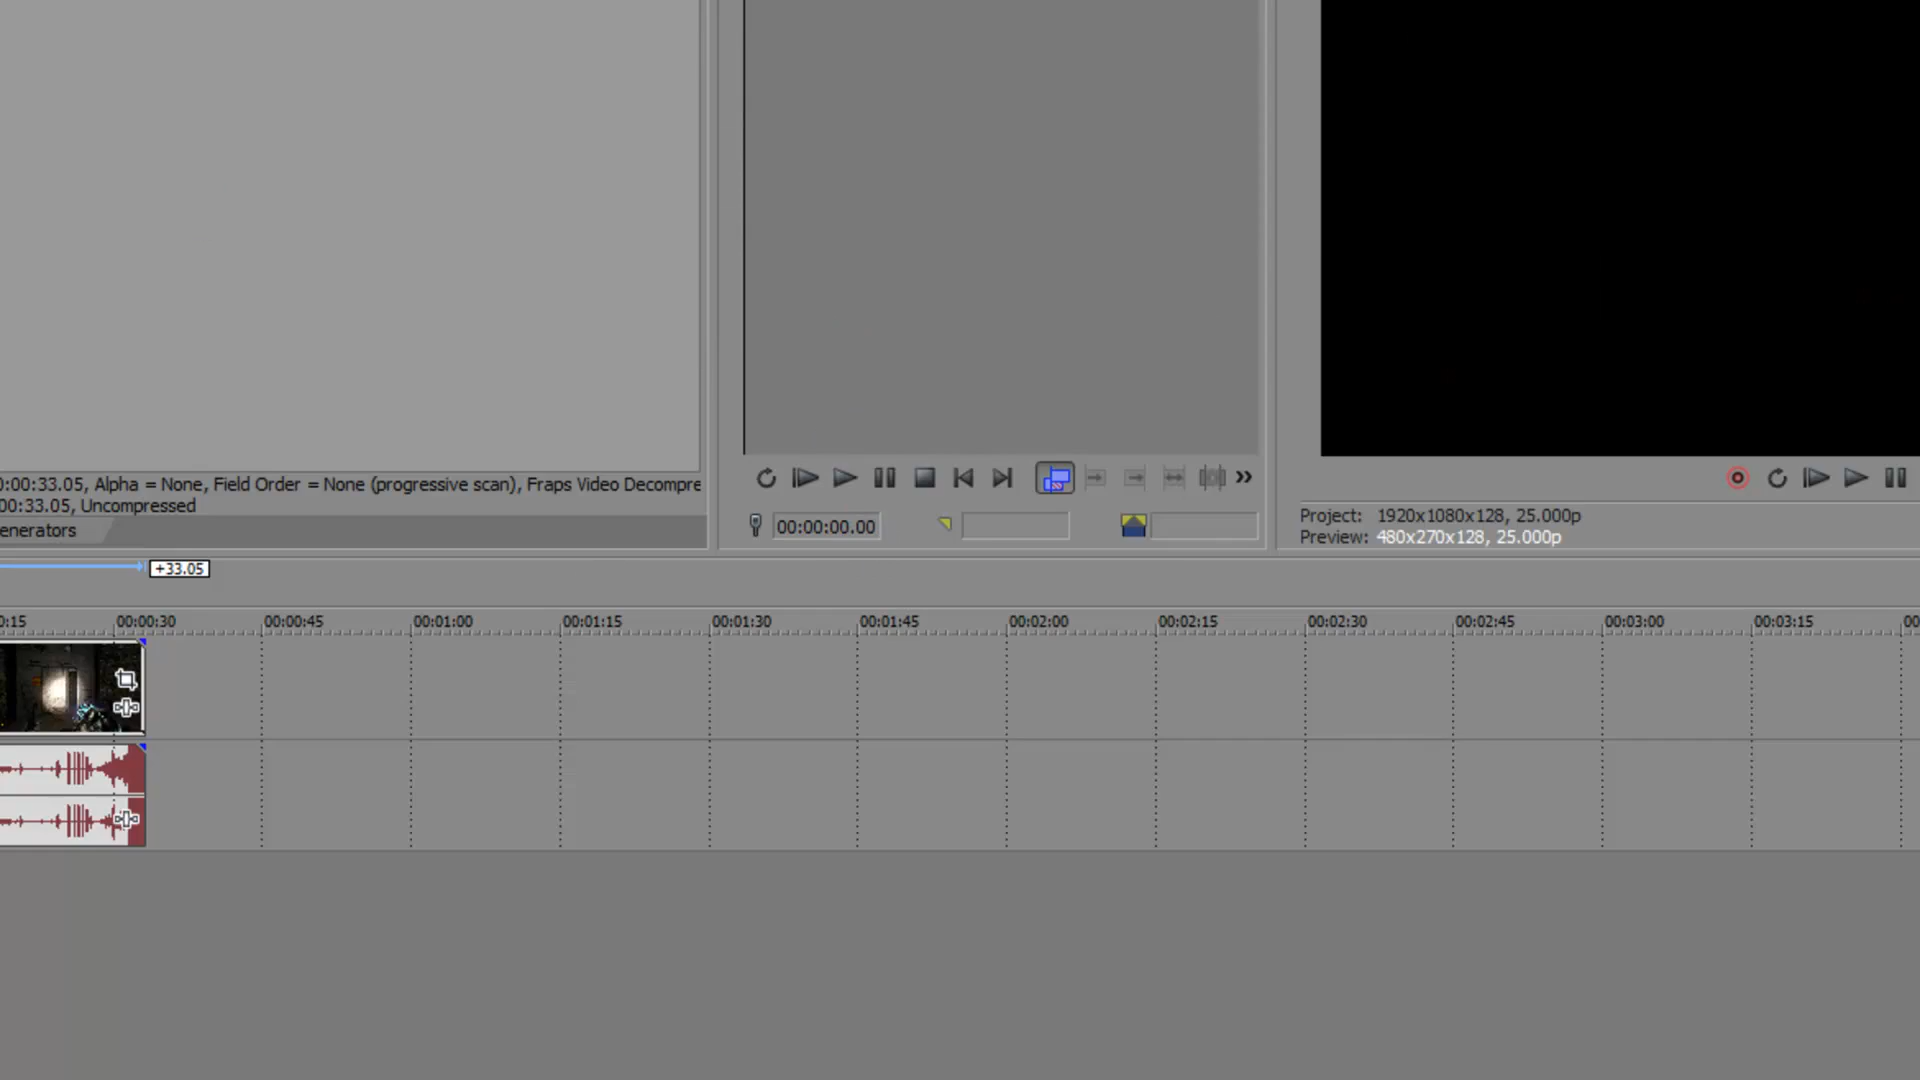 0:00:33.05, Alpha = None, Field Order = None (progressive scan), Fraps Video Decompre
00:33.05, Uncompressed
enerators
00:00:00.00
Project: 1920x1080x128, 25.000p
Preview: 480x270x128, 25.000p
+33.05
0:15 00:00:30 00:00:45 00:01:00 00:01:15 00:01:30 00:01:45 00:02:00 00:02:15 00:02:30 00:02:45 00:03:00 00:03:15 00